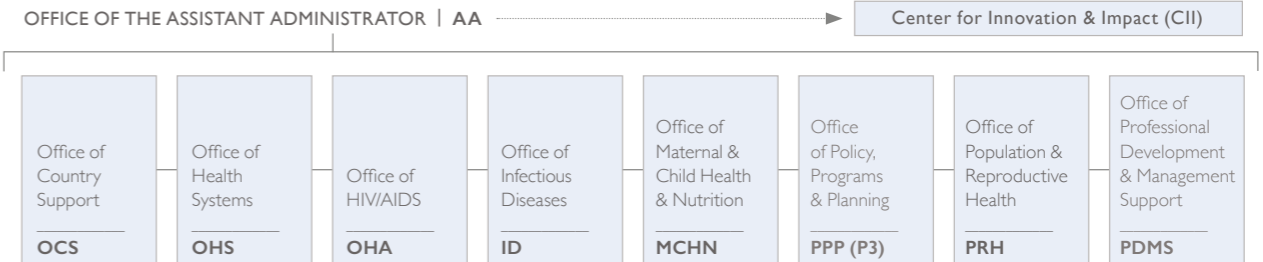 OFFICE OF THE ASSISTANT ADMINISTRATOR | AA
Center for Innovation & Impact (CII)
Office of
Country
Support
OCS
Office of
Health
Systems
OHS
Office of
HIV/AIDS
OHA
Office of
Infectious
Diseases
ID
Office of
Maternal &
Child Health
& Nutrition
MCHN
Office
of Policy,
Programs
& Planning
PPP (P3)
Office of
Population &
Reproductive
Health
PRH
Office of
Professional
Development
& Management
Support
PDMS